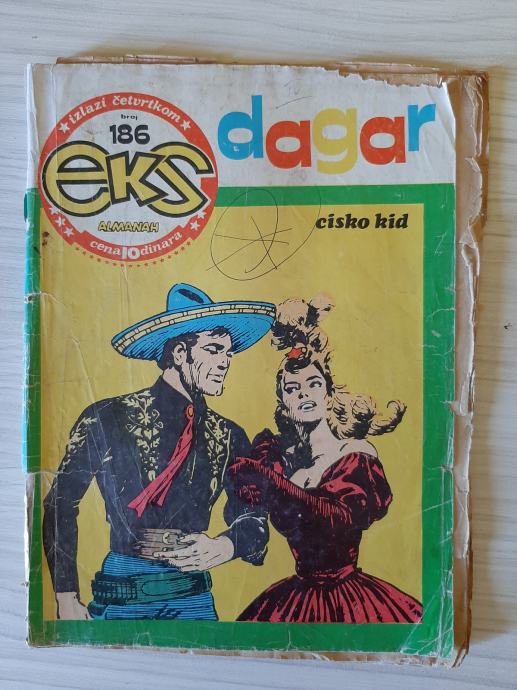 izlazi četvrtkom
broj
186
eks
ALMANAH
cena 10 dinara
dagar
cisko kid